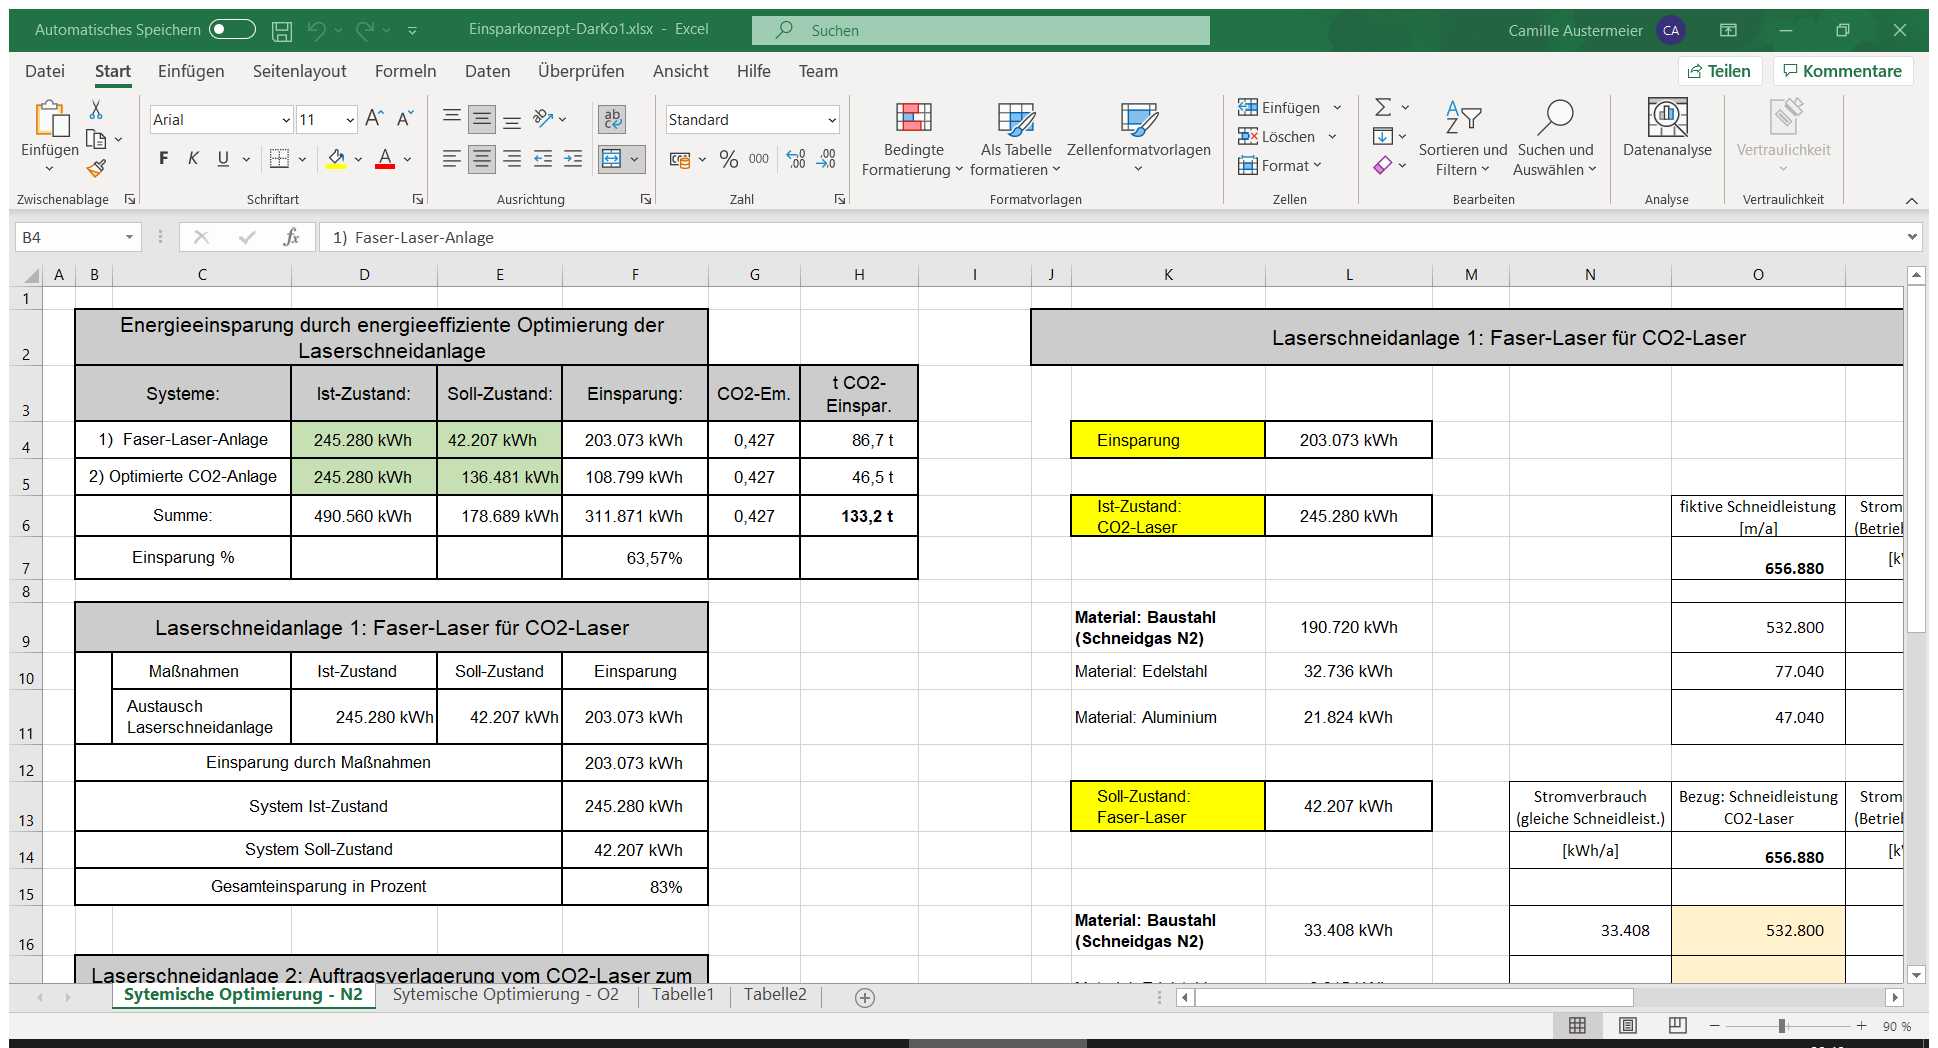 Automatisches Speichern
Einsparkonzept-DarKo1.xlsx - Excel
Suchen
Camille Austermeier
CA
Datei Start Einfügen Seitenlayout Formeln Daten Überprüfen Ansicht Hilfe Team
Teilen Kommentare
Einfügen
Zwischenablage
Arial 11
F K U
Schriftart
ab
Ausrichtung
Standard
% 000
Zahl
Bedingte
Formatierung
Als Tabelle
formatieren
Zellenformatvorlagen
Formatvorlagen
Einfügen
Löschen
Format
Zellen
Sortieren und
Filtern
Suchen und
Auswählen
Bearbeiten
Datenanalyse
Analyse
Vertraulichkeit
Vertraulichkeit
B4
fx
1) Faser-Laser-Anlage
A B C D E F G H I J K L M N O
1
2
Energieeinsparung durch energieeffiziente Optimierung der
Laserschneidanlage
Laserschneidanlage 1: Faser-Laser für CO2-Laser
3
Systeme: Ist-Zustand: Soll-Zustand: Einsparung: CO2-Em. t CO2-
Einspar.
4 1) Faser-Laser-Anlage 245.280 kWh 42.207 kWh 203.073 kWh 0,427 86,7 t
Einsparung 203.073 kWh
5 2) Optimierte CO2-Anlage 245.280 kWh 136.481 kWh 108.799 kWh 0,427 46,5 t
6 Summe: 490.560 kWh 178.689 kWh 311.871 kWh 0,427 133,2 t
Ist-Zustand:
CO2-Laser
245.280 kWh
fiktive Schneidleistung
[m/a]
Strom
(Betrie
7 Einsparung % 63,57%
656.880
[k
8
9 Laserschneidanlage 1: Faser-Laser für CO2-Laser
Material: Baustahl
(Schneidgas N2)
190.720 kWh 532.800
10 Maßnahmen Ist-Zustand Soll-Zustand Einsparung
Material: Edelstahl 32.736 kWh 77.040
11 Austausch
Laserschneidanlage
245.280 kWh 42.207 kWh 203.073 kWh
Material: Aluminium 21.824 kWh 47.040
12 Einsparung durch Maßnahmen 203.073 kWh
13 System Ist-Zustand 245.280 kWh
Soll-Zustand:
Faser-Laser
42.207 kWh
Stromverbrauch
(gleiche Schneidleist.)
Bezug: Schneidleistung
CO2-Laser
Strom
(Betrie
14 System Soll-Zustand 42.207 kWh
[kWh/a] 656.880 [k
15 Gesamteinsparung in Prozent 83%
16
Material: Baustahl
(Schneidgas N2)
33.408 kWh 33.408 532.800
Laserschneidanlage 2: Auftragsverlagerung vom CO2-Laser zum
Sytemische Optimierung - N2 Sytemische Optimierung - O2 Tabelle1 Tabelle2
90 %